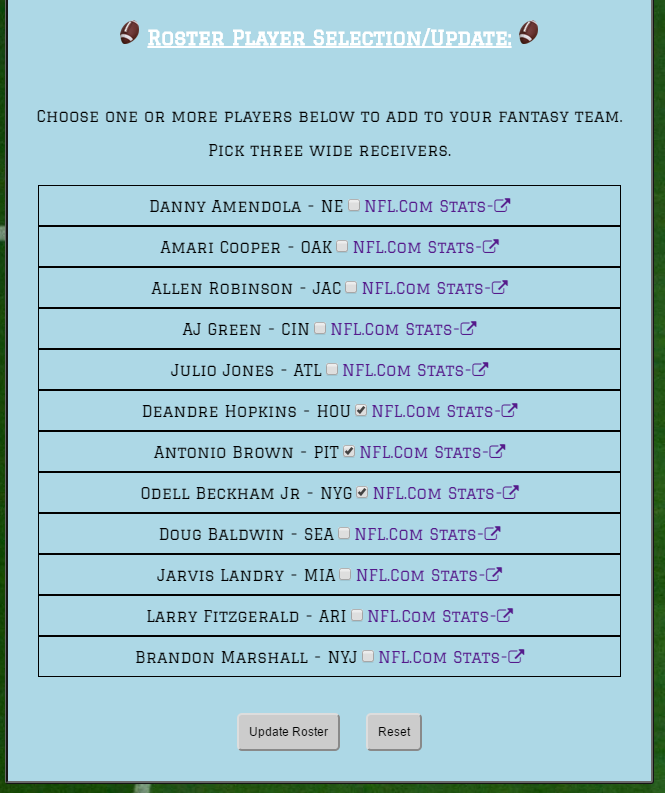 Roster Player Selection/Update:
Choose one or more players below to add to your fantasy team.
Pick three wide receivers.
Danny Amendola - NE NFL.Com Stats-
Amari Cooper - OAK NFL.Com Stats-
Allen Robinson - JAC NFL.Com Stats-
AJ Green - CIN NFL.Com Stats-
Julio Jones - ATL NFL.Com Stats-
Deandre Hopkins - HOU NFL.Com Stats-
Antonio Brown - PIT NFL.Com Stats-
Odell Beckham Jr - NYG NFL.Com Stats-
Doug Baldwin - SEA NFL.Com Stats-
Jarvis Landry - MIA NFL.Com Stats-
Larry Fitzgerald - ARI NFL.Com Stats-
Brandon Marshall - NYJ NFL.Com Stats-
Update Roster Reset